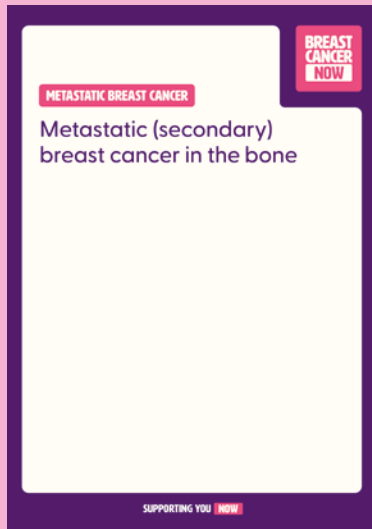 BREAST
CANCER
NOW
METASTATIC BREAST CANCER
Metastatic (secondary)
breast cancer in the bone
SUPPORTING YOU NOW